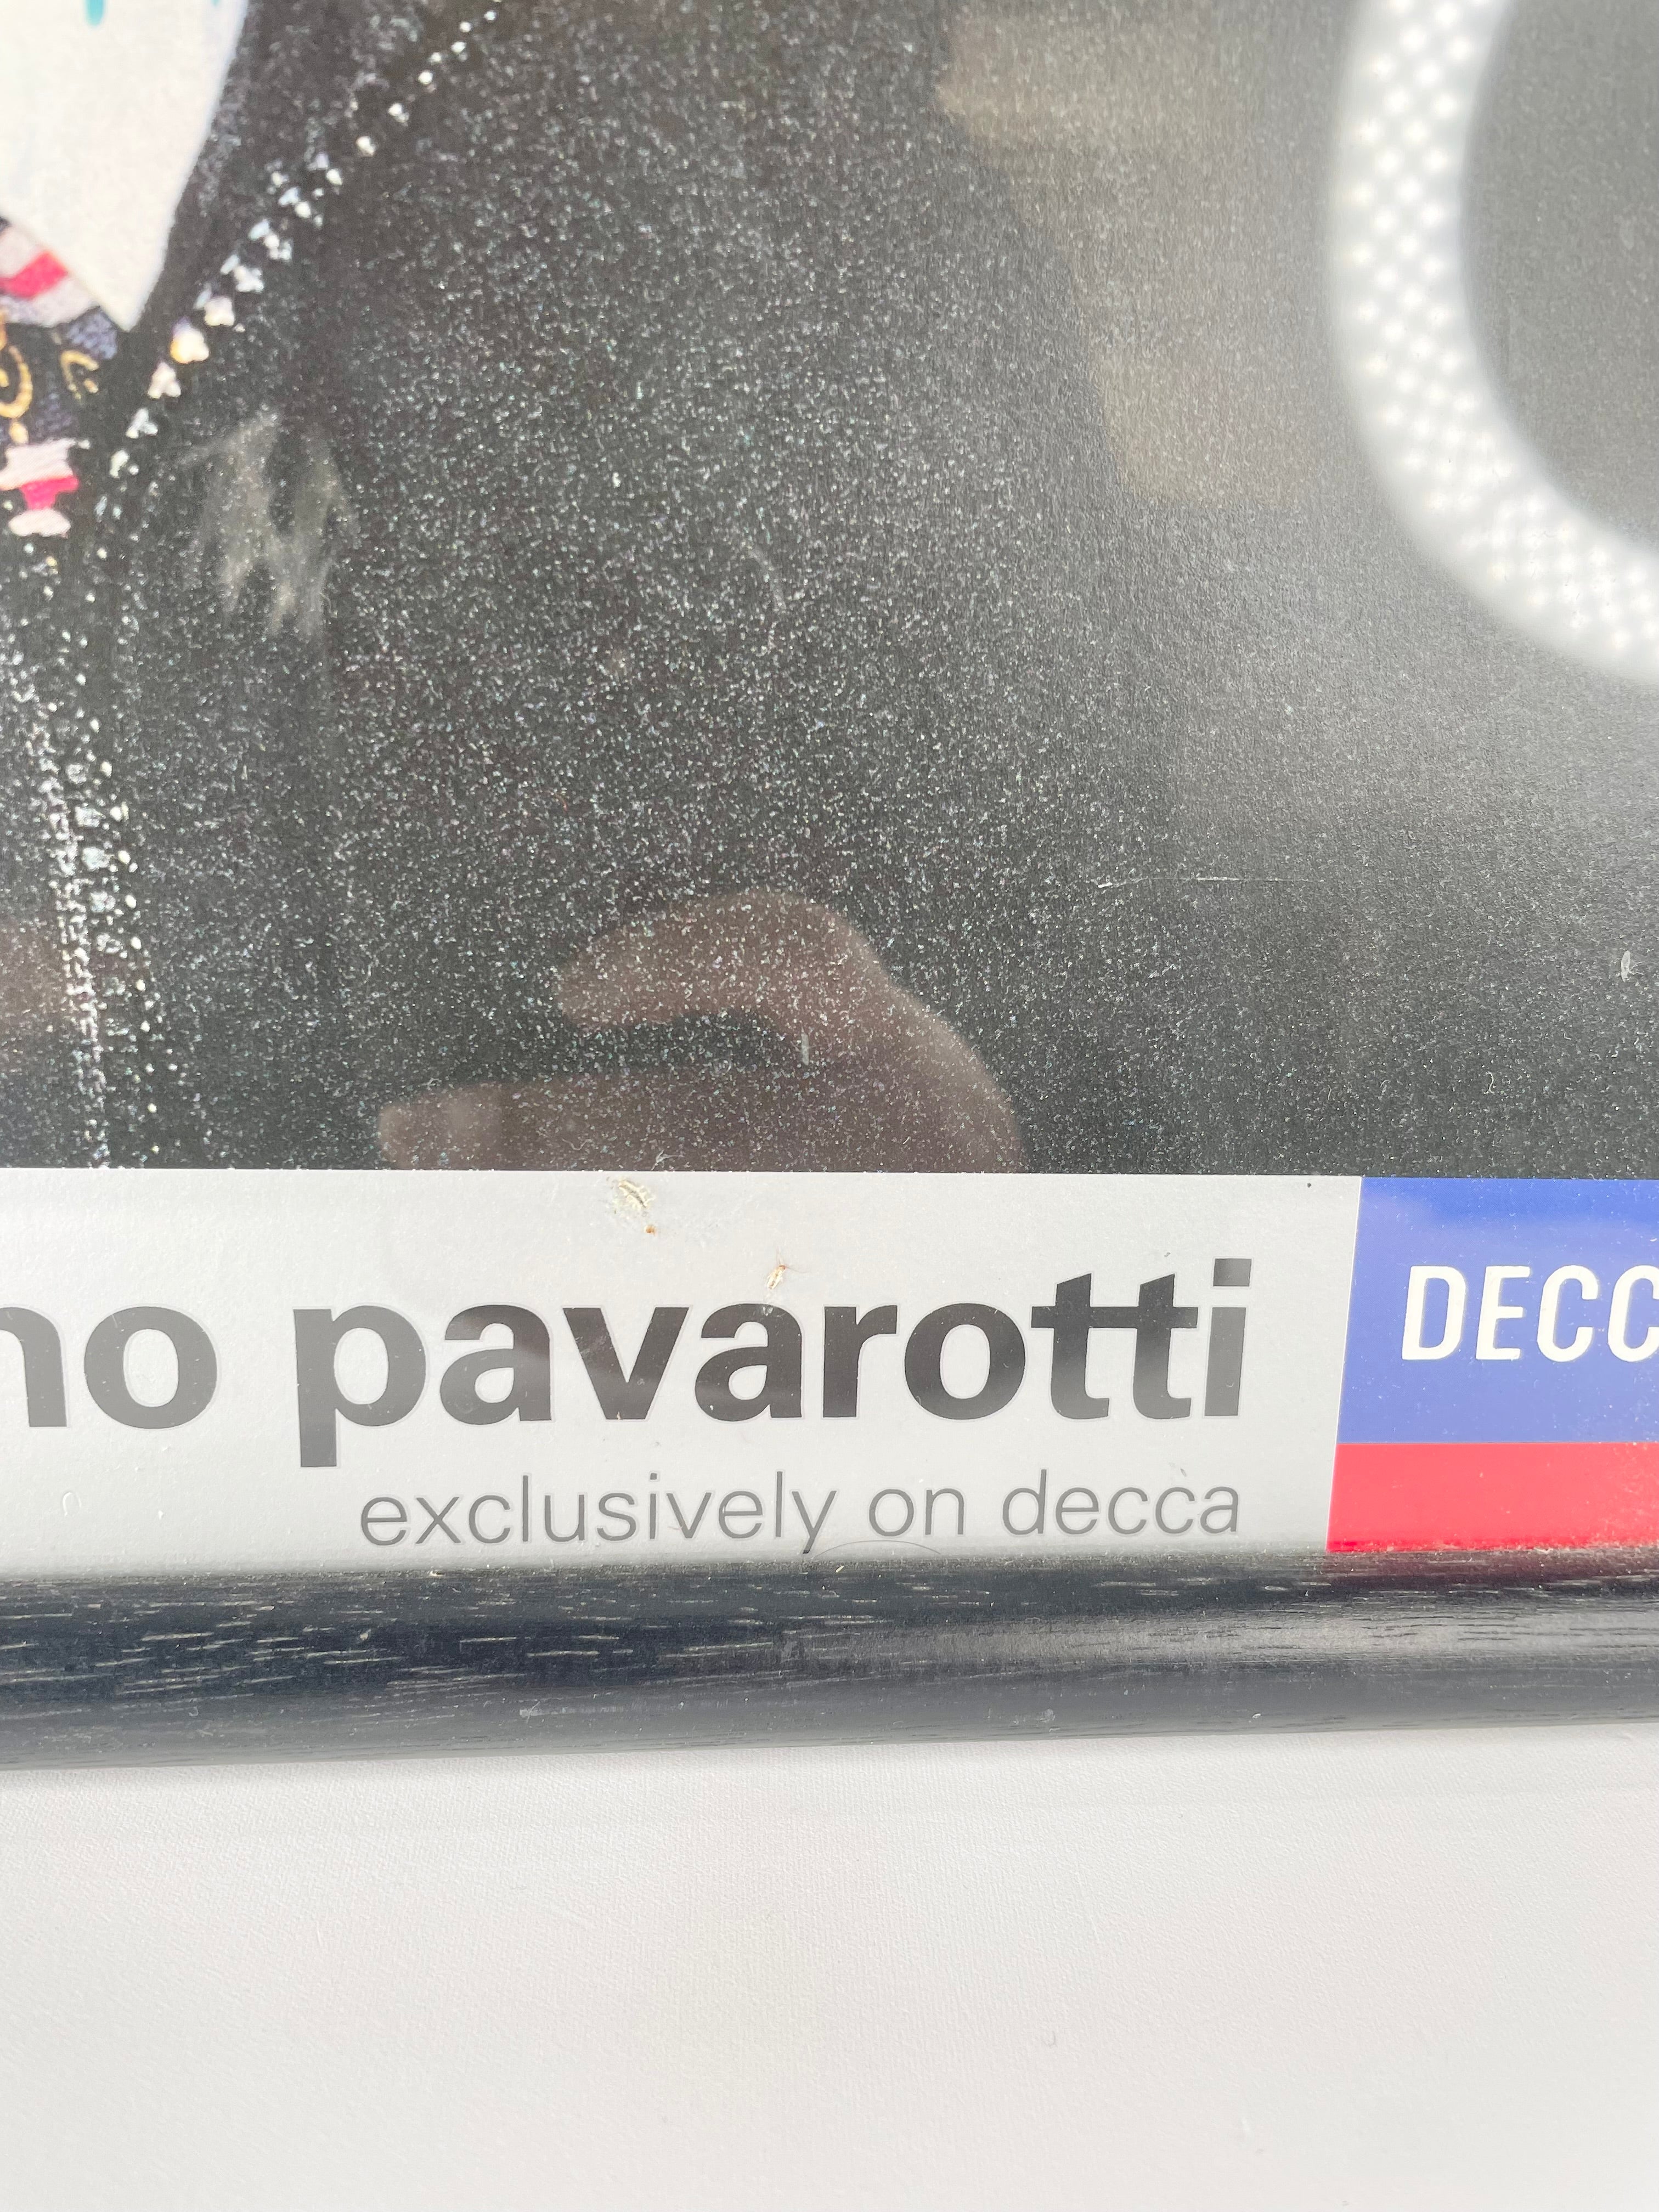 no pavarotti
exclusively on decca
DECC